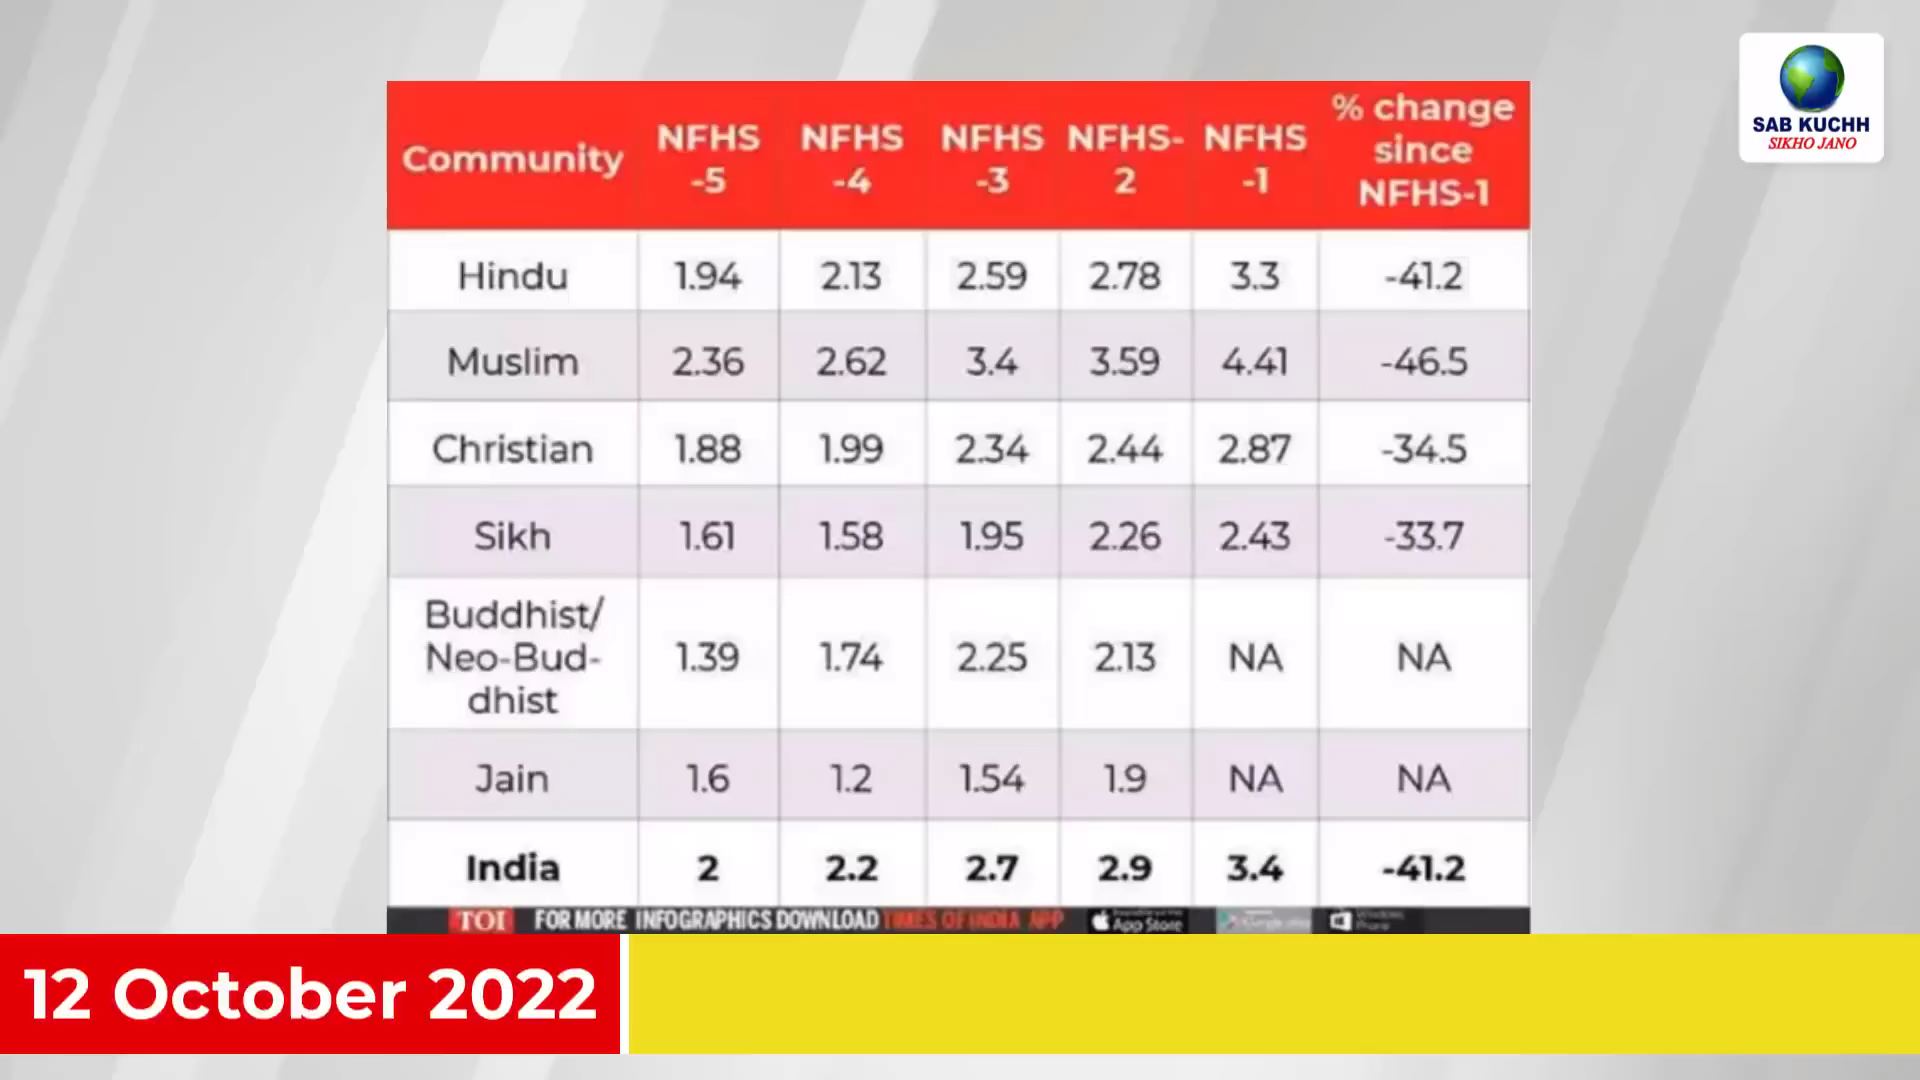 SAB KUCHH
SIKHO JANO
Community NFHS -5 NFHS -4 NFHS -3 NFHS- 2 NFHS -1 % change since NFHS-1
Hindu 1.94 2.13 2.59 2.78 3.3 -41.2
Muslim 2.36 2.62 3.4 3.59 4.41 -46.5
Christian 1.88 1.99 2.34 2.44 2.87 -34.5
Sikh 1.61 1.58 1.95 2.26 2.43 -33.7
Buddhist/ Neo-Bud- dhist 1.39 1.74 2.25 2.13 NA NA
Jain 1.6 1.2 1.54 1.9 NA NA
India 2 2.2 2.7 2.9 3.4 -41.2
TOI FOR MORE INFOGRAPHICS DOWNLOAD TIMES OF INDIA APP App Store
12 October 2022